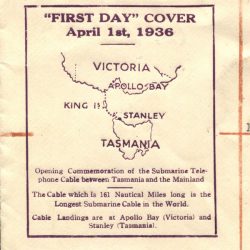 "FIRST DAY" COVER
April 1st, 1936
VICTORIA
APOLLO BAY
KING IS
STANLEY
TASMANIA
Opening Commemoration of the Submarine Tele-
phone Cable between Tasmania and the Mainland
The Cable which is 161 Nautical Miles long is the
Longest Submarine Cable in the World.
Cable Landings are at Apollo Bay (Victoria) and
Stanley (Tasmania).